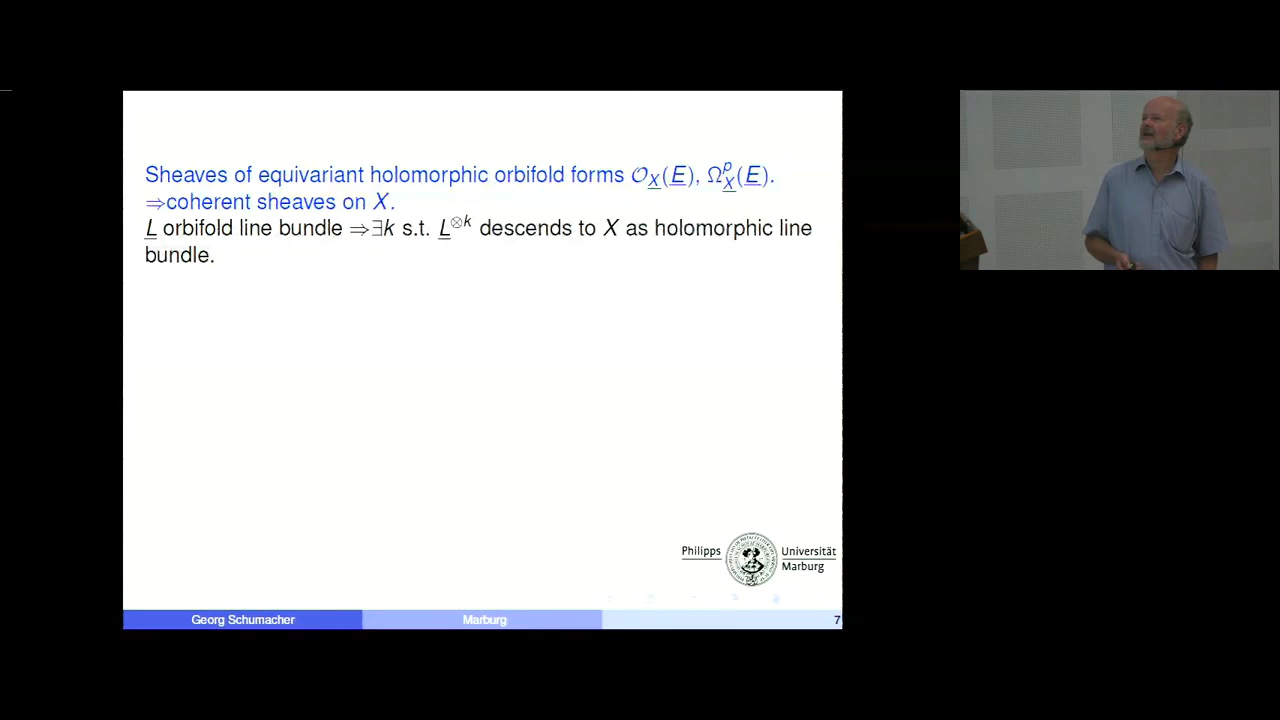 Sheaves of equivariant holomorphic orbifold forms 𝒪_X̲(E̲), Ω^p_X̲(E̲).
⇒coherent sheaves on X.
L̲ orbifold line bundle ⇒∃k s.t. L̲^⊗k descends to X as holomorphic line
bundle.
Philipps Universität
Marburg
Georg Schumacher Marburg 7